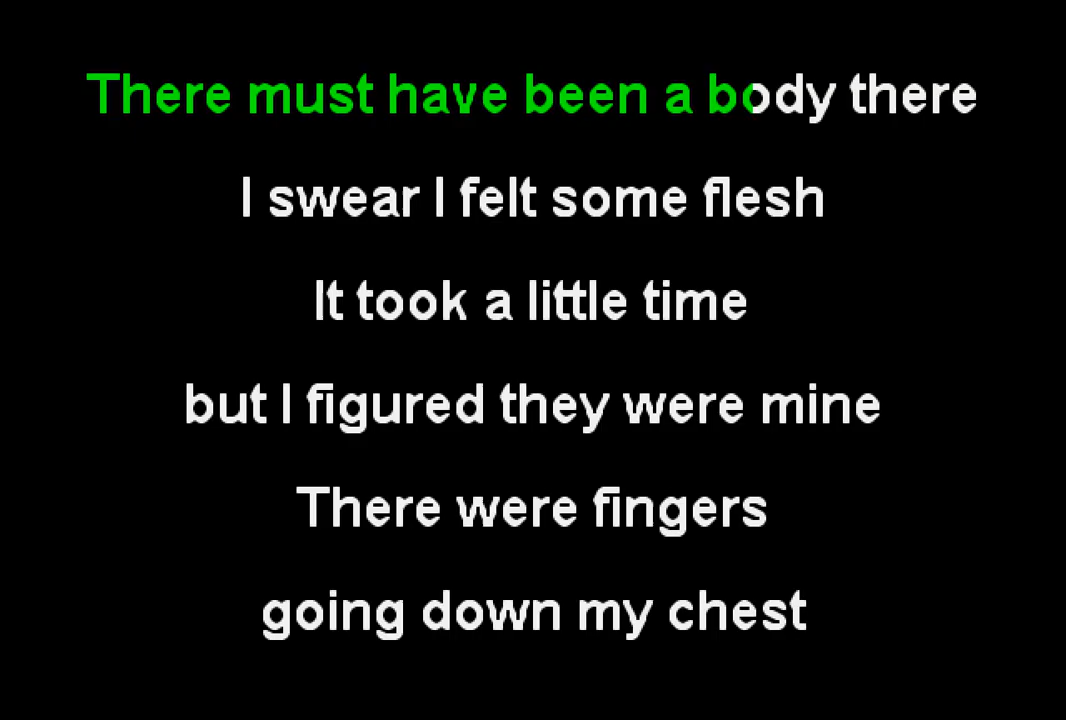 There must have been a body there
I swear I felt some flesh
It took a little time
but I figured they were mine
There were fingers
going down my chest